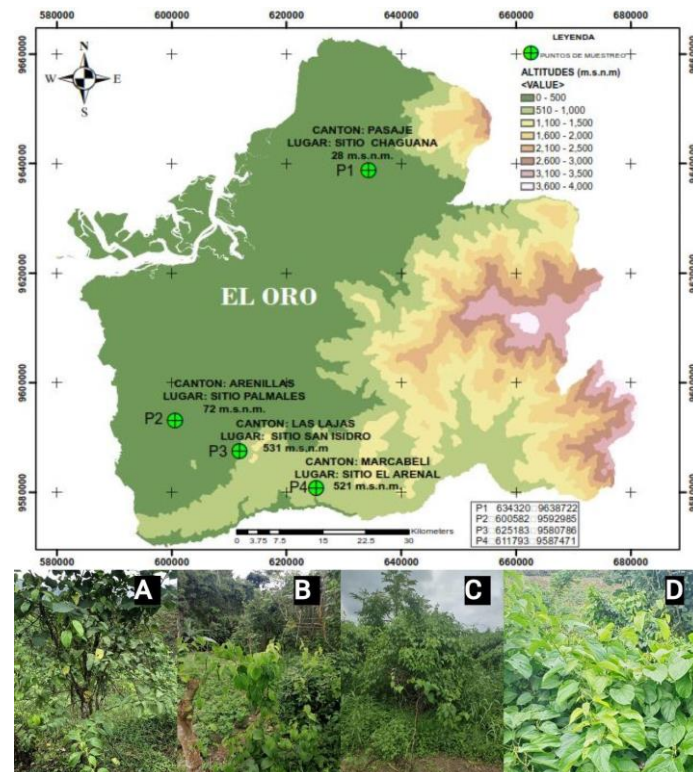 580000 600000 620000 640000 660000 680000
9660000
9660000
N
W E
S
LEYENDA
PUNTOS DE MUESTREO
ALTITUDES (m.s.n.m)
<VALUE>
0 - 500
510 - 1,000
1,100 - 1,500
1,600 - 2,000
2,100 - 2,500
2,600 - 3,000
3,100 - 3,500
3,600 - 4,000
CANTON: PASAJE
LUGAR: SITIO CHAGUANA
28 m.s.n.m.
P1
9640000
9640000
9620000
9620000
EL ORO
9600000
9600000
CANTON: ARENILLAS
LUGAR: SITIO PALMALES
72 m.s.n.m.
P2
CANTON: LAS LAJAS
LUGAR: SITIO SAN ISIDRO
531 m.s.n.m
P3
CANTON: MARCABELÍ
LUGAR: SITIO EL ARENAL
521 m.s.n.m.
P4
9580000
9580000
Kilometers
0 3.75 7.5 15 22.5 30
P1 634320 9638722
P2 600582 9592985
P3 625183 9580786
P4 611793 9587471
580000 600000 620000 640000 660000 680000
A B C D